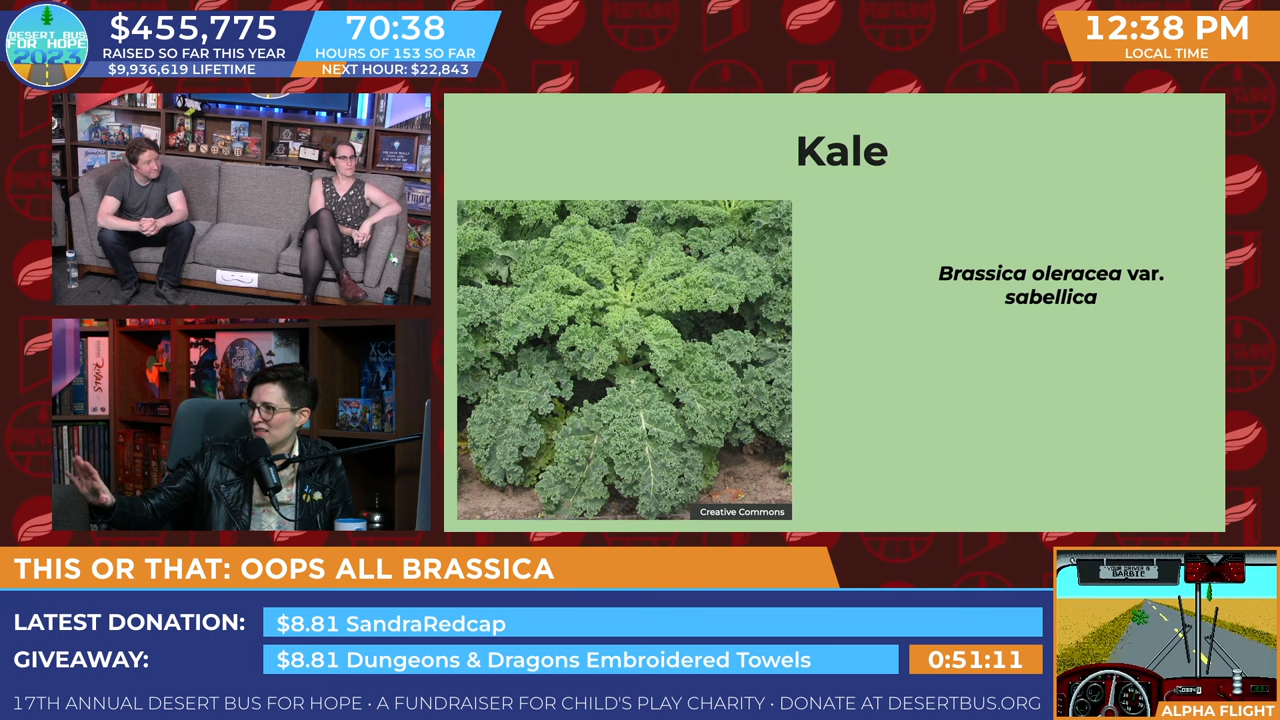 DESERT BUS
FOR HOPE
2023
$455,775
RAISED SO FAR THIS YEAR
$9,936,619 LIFETIME
70:38
HOURS OF 153 SO FAR
NEXT HOUR: $22,843
12:38 PM
LOCAL TIME
Kale
Brassica oleracea var.
sabellica
Creative Commons
THIS OR THAT: OOPS ALL BRASSICA
LATEST DONATION:
$8.81 SandraRedcap
GIVEAWAY:
$8.81 Dungeons & Dragons Embroidered Towels
0:51:11
17TH ANNUAL DESERT BUS FOR HOPE • A FUNDRAISER FOR CHILD'S PLAY CHARITY • DONATE AT DESERTBUS.ORG
YOUR DRIVER IS
BARBIE
ALPHA FLIGHT